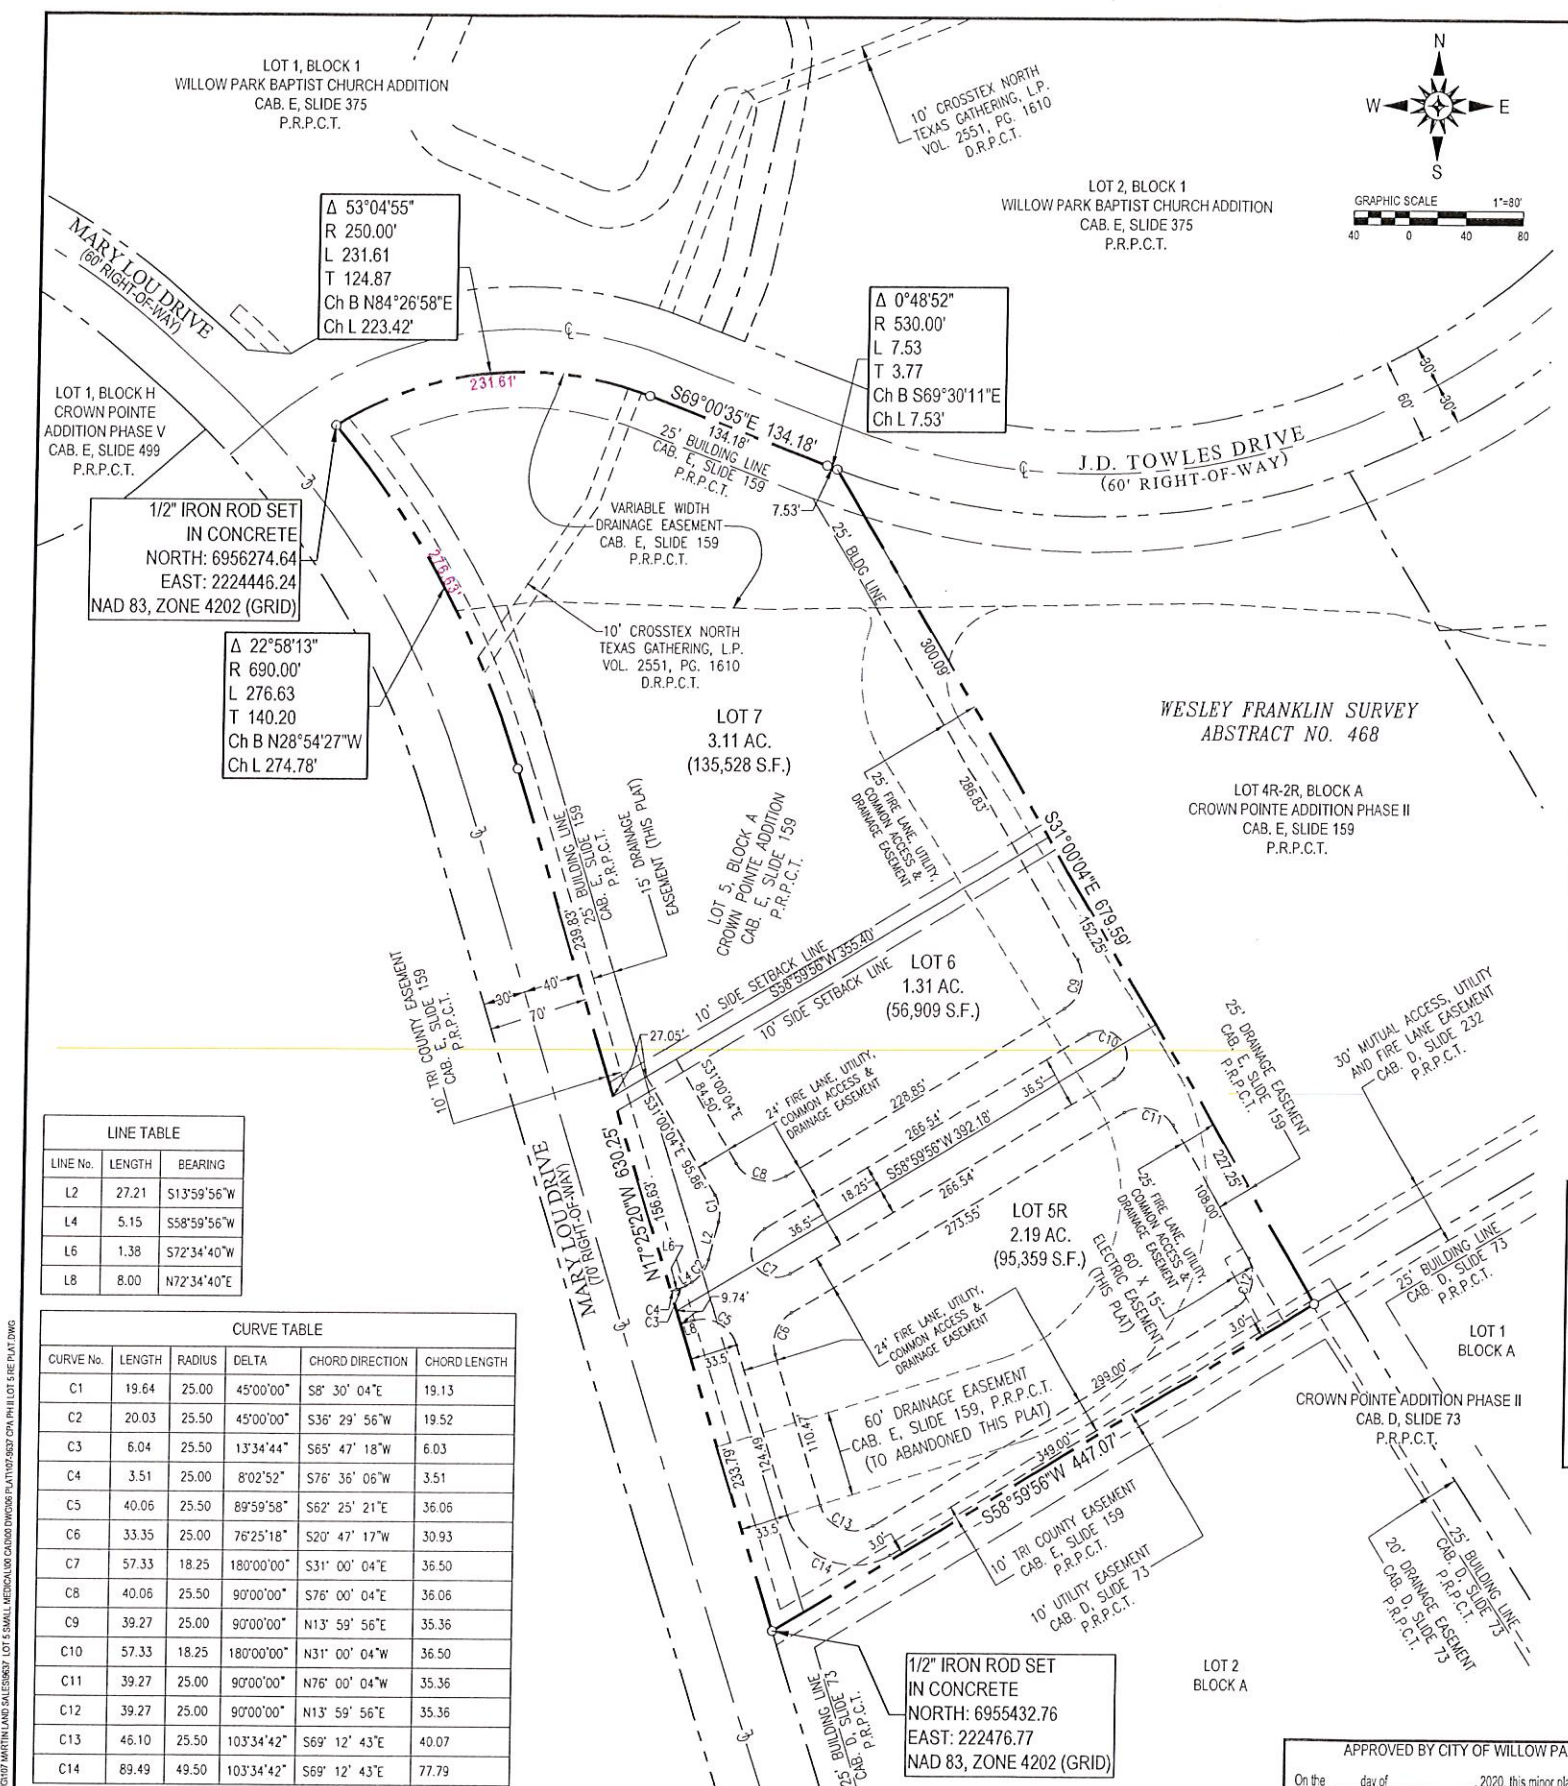 LOT 1, BLOCK 1
WILLOW PARK BAPTIST CHURCH ADDITION
CAB. E, SLIDE 375
P.R.P.C.T.
10' CROSSTEX NORTH
TEXAS GATHERING, L.P.
VOL. 2551, PG. 1610
D.R.P.C.T.
N
W
E
S
GRAPHIC SCALE 1"=80'
40 0 40 80
LOT 2, BLOCK 1
WILLOW PARK BAPTIST CHURCH ADDITION
CAB. E, SLIDE 375
P.R.P.C.T.
MARY LOU DRIVE
(60' RIGHT-OF-WAY)
Δ 53°04'55"
R 250.00'
L 231.61
T 124.87
Ch B N84°26'58"E
Ch L 223.42'
Δ 0°48'52"
R 530.00'
L 7.53
T 3.77
Ch B S69°30'11"E
Ch L 7.53'
LOT 1, BLOCK H
CROWN POINTE
ADDITION PHASE V
CAB. E, SLIDE 499
P.R.P.C.T.
231.61'
S69°00'35"E 134.18'
134.18'
25' BUILDING LINE
CAB. E, SLIDE 159
P.R.P.C.T.
30'
30'
60'
J.D. TOWLES DRIVE
(60' RIGHT-OF-WAY)
1/2" IRON ROD SET
IN CONCRETE
NORTH: 6956274.64
EAST: 2224446.24
NAD 83, ZONE 4202 (GRID)
VARIABLE WIDTH
DRAINAGE EASEMENT
CAB. E, SLIDE 159
P.R.P.C.T.
7.53'
25' BLDG LINE
276.63'
Δ 22°58'13"
R 690.00'
L 276.63
T 140.20
Ch B N28°54'27"W
Ch L 274.78'
10' CROSSTEX NORTH
TEXAS GATHERING, L.P.
VOL. 2551, PG. 1610
D.R.P.C.T.
300.09'
LOT 7
3.11 AC.
(135,528 S.F.)
WESLEY FRANKLIN SURVEY
ABSTRACT NO. 468
25' FIRE LANE, UTILITY,
COMMON ACCESS &
DRAINAGE EASEMENT
286.83'
LOT 4R-2R, BLOCK A
CROWN POINTE ADDITION PHASE II
CAB. E, SLIDE 159
P.R.P.C.T.
LOT 5, BLOCK A
CROWN POINTE ADDITION
CAB. E, SLIDE 159
P.R.P.C.T.
239.83'
25' BUILDING LINE
CAB. E, SLIDE 159
P.R.P.C.T.
15' DRAINAGE
EASEMENT (THIS PLAT)
S31°00'04"E 679.59'
152.25'
10' SIDE SETBACK LINE
S58°59'56"W 355.40'
10' SIDE SETBACK LINE
LOT 6
1.31 AC.
(56,909 S.F.)
C9
10' TRI COUNTY EASEMENT
CAB. E, SLIDE 159
P.R.P.C.T.
30'
40'
70'
27.05'
S31°00'04"E
84.50'
24' FIRE LANE, UTILITY,
COMMON ACCESS &
DRAINAGE EASEMENT
228.85'
266.54'
36.5'
C10
C11
25' DRAINAGE EASEMENT
CAB. E, SLIDE 159
P.R.P.C.T.
30' MUTUAL ACCESS, UTILITY
AND FIRE LANE EASEMENT
CAB. D, SLIDE 232
P.R.P.C.T.
S58°59'56"W 392.18'
18.25'
266.54'
273.55'
C8
S31°00'04"E 98.56'
C1
L2
L6
L4 C2
C4
C3
L8
C5
9.74'
33.5'
36.5'
C7
C6
156.63'
N17°25'20"W 630.25'
MARY LOU DRIVE
(70' RIGHT-OF-WAY)
LOT 5R
2.19 AC.
(95,359 S.F.)
227.25'
108.00'
25' FIRE LANE, UTILITY,
COMMON ACCESS &
DRAINAGE EASEMENT
60' X 15'
ELECTRIC EASEMENT
(THIS PLAT)
C12
3.0'
25' BUILDING LINE
CAB. D, SLIDE 73
P.R.P.C.T.
LOT 1
BLOCK A
CROWN POINTE ADDITION PHASE II
CAB. D, SLIDE 73
P.R.P.C.T.
24' FIRE LANE, UTILITY,
COMMON ACCESS &
DRAINAGE EASEMENT
60' DRAINAGE EASEMENT
CAB. E, SLIDE 159, P.R.P.C.T.
(TO ABANDONED THIS PLAT)
299.00'
349.00'
S58°59'56"W 447.07'
110.47'
124.49'
233.79'
33.5'
C13
C14
3.0'
10' TRI COUNTY EASEMENT
CAB. E, SLIDE 159
P.R.P.C.T.
10' UTILITY EASEMENT
CAB. D, SLIDE 73
P.R.P.C.T.
25' BUILDING LINE
CAB. D, SLIDE 73
P.R.P.C.T.
20' DRAINAGE EASEMENT
CAB. D, SLIDE 73
P.R.P.C.T.
25' BUILDING LINE
CAB. D, SLIDE 73
P.R.P.C.T.
1/2" IRON ROD SET
IN CONCRETE
NORTH: 6955432.76
EAST: 222476.77
NAD 83, ZONE 4202 (GRID)
LOT 2
BLOCK A
LINE TABLE
LINE No. LENGTH BEARING
L2 27.21 S13°59'56"W
L4 5.15 S58°59'56"W
L6 1.38 S72°34'40"W
L8 8.00 N72°34'40"E
CURVE TABLE
CURVE No. LENGTH RADIUS DELTA CHORD DIRECTION CHORD LENGTH
C1 19.64 25.00 45°00'00" S8° 30' 04"E 19.13
C2 20.03 25.50 45°00'00" S36° 29' 56"W 19.52
C3 6.04 25.50 13°34'44" S65° 47' 18"W 6.03
C4 3.51 25.00 8°02'52" S76° 36' 06"W 3.51
C5 40.06 25.50 89°59'58" S62° 25' 21"E 36.06
C6 33.35 25.00 76°25'18" S20° 47' 17"W 30.93
C7 57.33 18.25 180°00'00" S31° 00' 04"E 36.50
C8 40.06 25.50 90°00'00" S76° 00' 04"E 36.06
C9 39.27 25.00 90°00'00" N13° 59' 56"E 35.36
C10 57.33 18.25 180°00'00" N31° 00' 04"W 36.50
C11 39.27 25.00 90°00'00" N76° 00' 04"W 35.36
C12 39.27 25.00 90°00'00" N13° 59' 56"E 35.36
C13 46.10 25.50 103°34'42" S69° 12' 43"E 40.07
C14 89.49 49.50 103°34'42" S69° 12' 43"E 77.79
APPROVED BY CITY OF WILLOW PA
On the day of , 2020, this minor pl